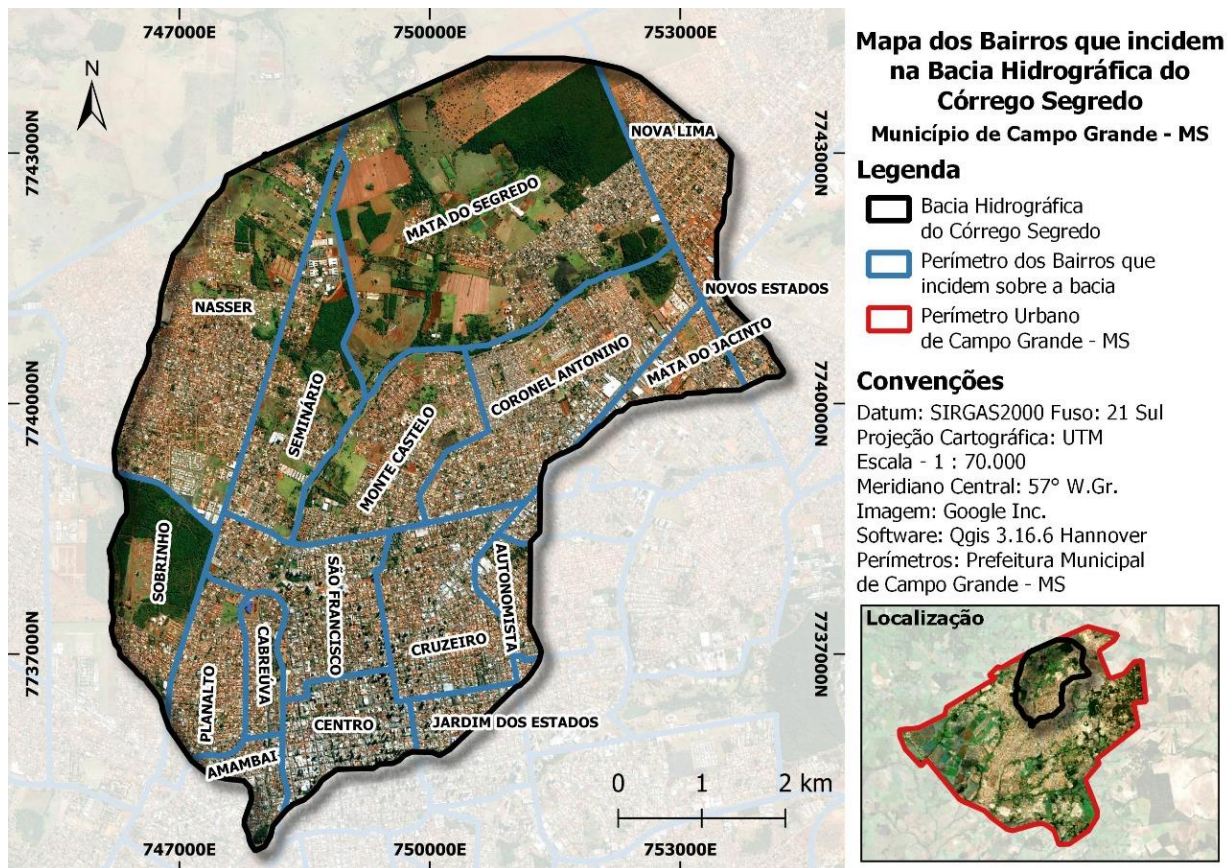 747000E
750000E
753000E
N
7743000N
7743000N
NOVA LIMA
MATA DO SEGREDO
NASSER
NOVOS ESTADOS
MATA DO JACINTO
CORONEL ANTONINO
7740000N
7740000N
SEMINÁRIO
MONTE CASTELO
SOBRINHO
SÃO FRANCISCO
AUTONOMISTA
CRUZEIRO
CABREÚVA
7737000N
7737000N
PLANALTO
CENTRO
JARDIM DOS ESTADOS
AMAMBAI
0 1 2 km
747000E
750000E
753000E
Mapa dos Bairros que incidem
na Bacia Hidrográfica do
Córrego Segredo
Município de Campo Grande - MS
Legenda
Bacia Hidrográfica
do Córrego Segredo
Perímetro dos Bairros que
incidem sobre a bacia
Perímetro Urbano
de Campo Grande - MS
Convenções
Datum: SIRGAS2000 Fuso: 21 Sul
Projeção Cartográfica: UTM
Escala - 1 : 70.000
Meridiano Central: 57° W.Gr.
Imagem: Google Inc.
Software: Qgis 3.16.6 Hannover
Perímetros: Prefeitura Municipal
de Campo Grande - MS
Localização